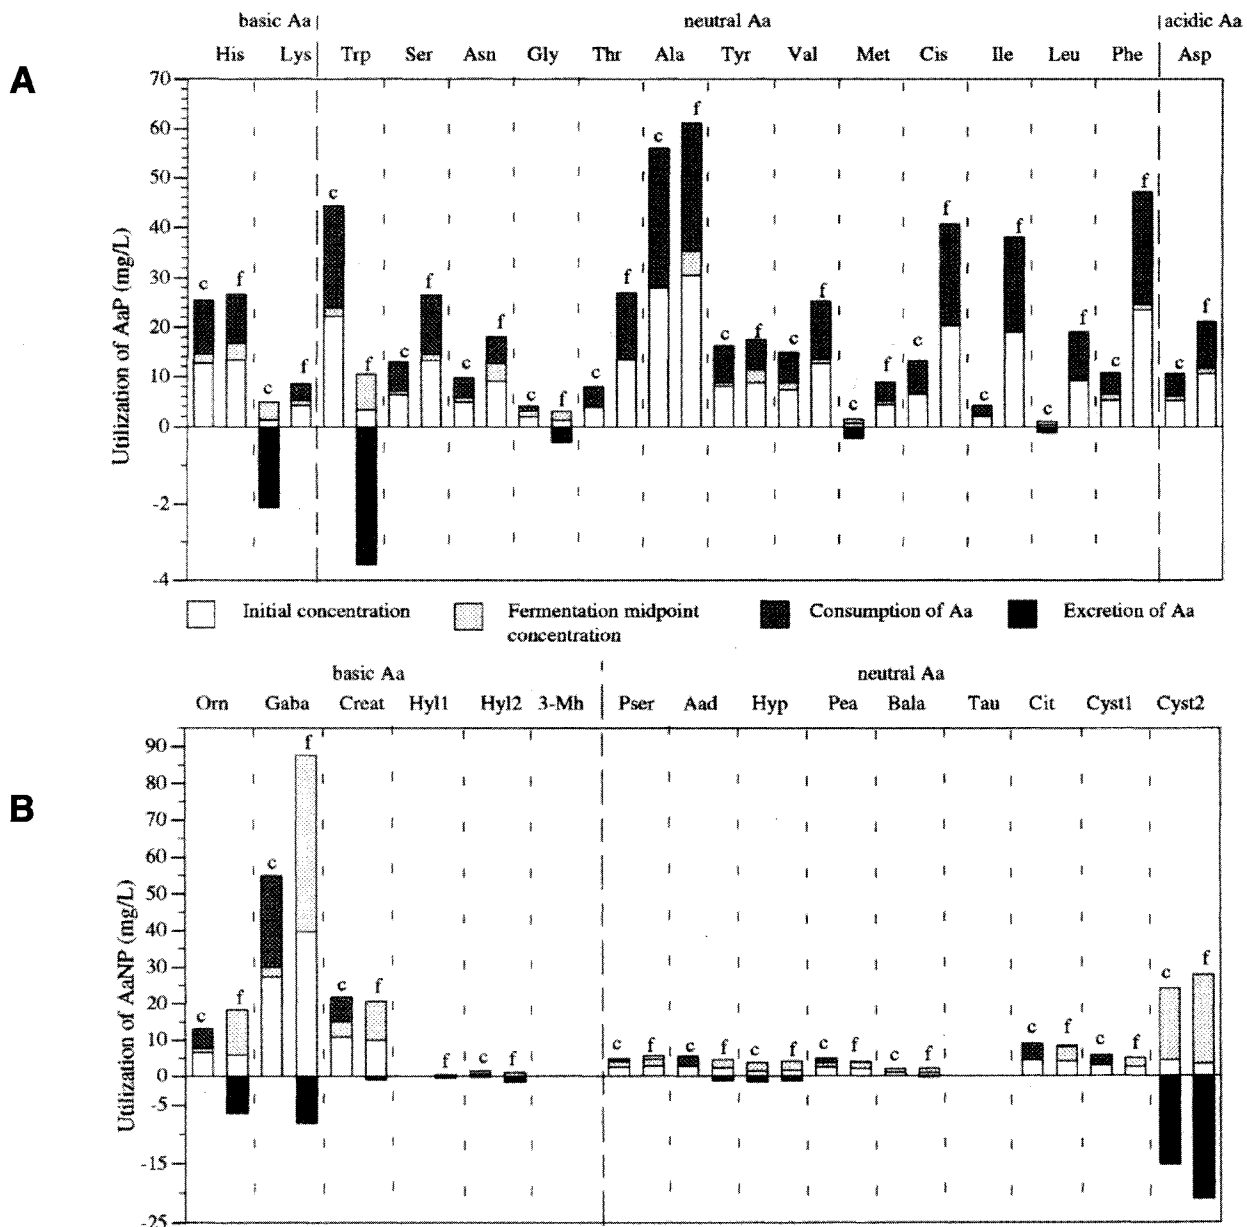 basic Aa neutral Aa acidic Aa
His Lys Trp Ser Asn Gly Thr Ala Tyr Val Met Cis Ile Leu Phe Asp
A
70
60
50
40
30
20
10
0
-2
-4
Utilization of AaP (mg/L)
c f c f c f c f c f c f c f c f c f c f c f c f c f c f c f c f
Initial concentration Fermentation midpoint Consumption of Aa Excretion of Aa
concentration
basic Aa neutral Aa
Orn Gaba Creat Hyl1 Hyl2 3-Mh Pser Aad Hyp Pea Bala Tau Cit Cyst1 Cyst2
B
90
80
70
60
50
40
30
20
10
0
-5
-15
-25
Utilization of AaNP (mg/L)
c f c f c f f c f c f c f c f c f c f c f c f c f